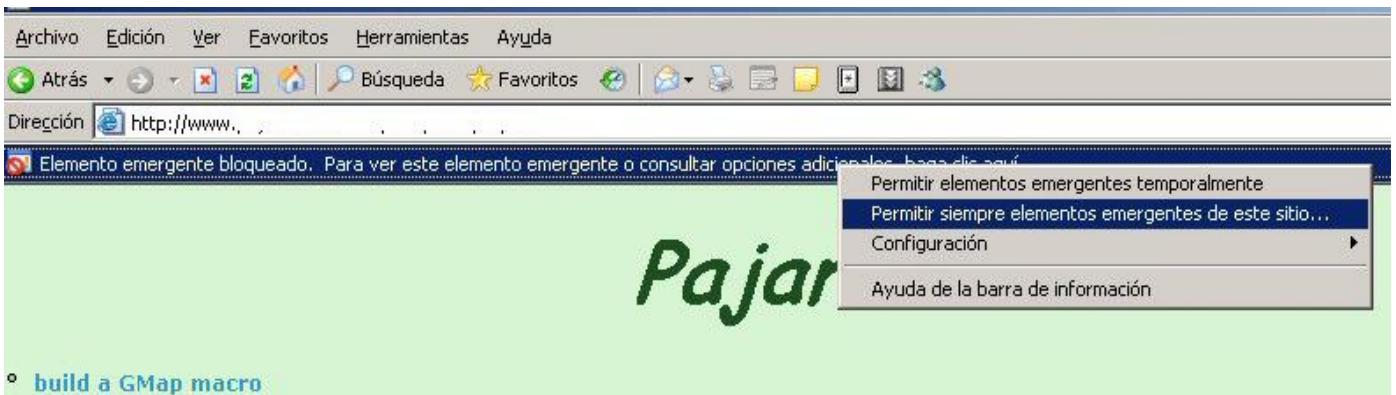 Archivo Edición Ver Favoritos Herramientas Ayuda
Atrás Búsqueda Favoritos
Dirección http://www.
Elemento emergente bloqueado. Para ver este elemento emergente o consultar opciones adicionales, haga clic aquí
Permitir elementos emergentes temporalmente
Permitir siempre elementos emergentes de este sitio...
Configuración
Ayuda de la barra de información
Pajar
° build a GMap macro